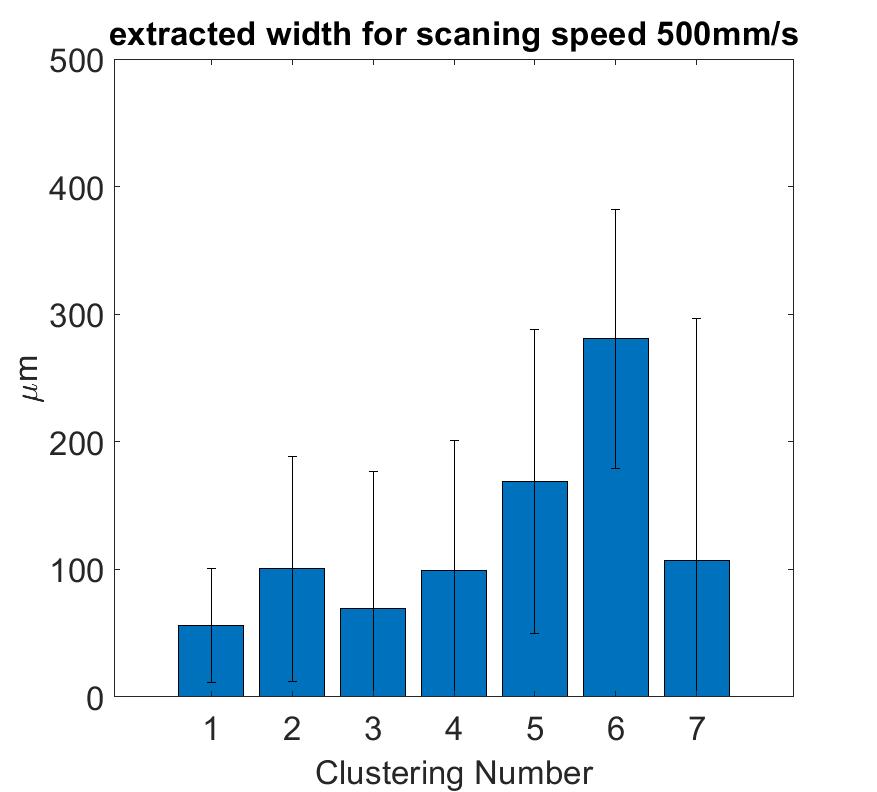 extracted width for scaning speed 500mm/s
500
400
300
200
100
0
μm
1 2 3 4 5 6 7
Clustering Number